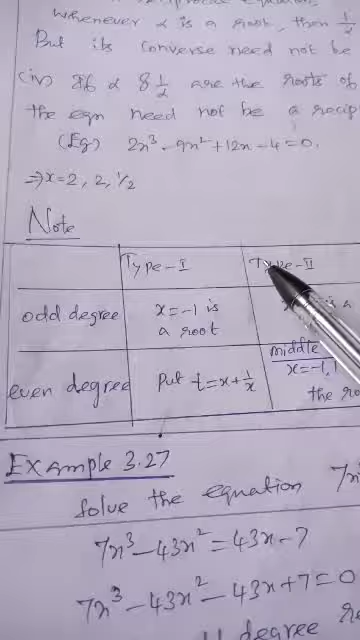 whenever α is a root, then 1/α
But its converse need not be
(iv) If α & 1/α are the roots of
the eqn need not be a recip
(Eg) 2x³ - 9x² + 12x - 4 = 0.
⇒ x = 2, 2, 1/2
Note
Type-I Type-II
odd degree x = -1 is a root
even degree Put t = x + 1/x middle x = -1, 1 the ro
Example 3.27
Solve the equation 7x³
7x³ - 43x² = 43x - 7
7x³ - 43x² - 43x + 7 = 0
degree